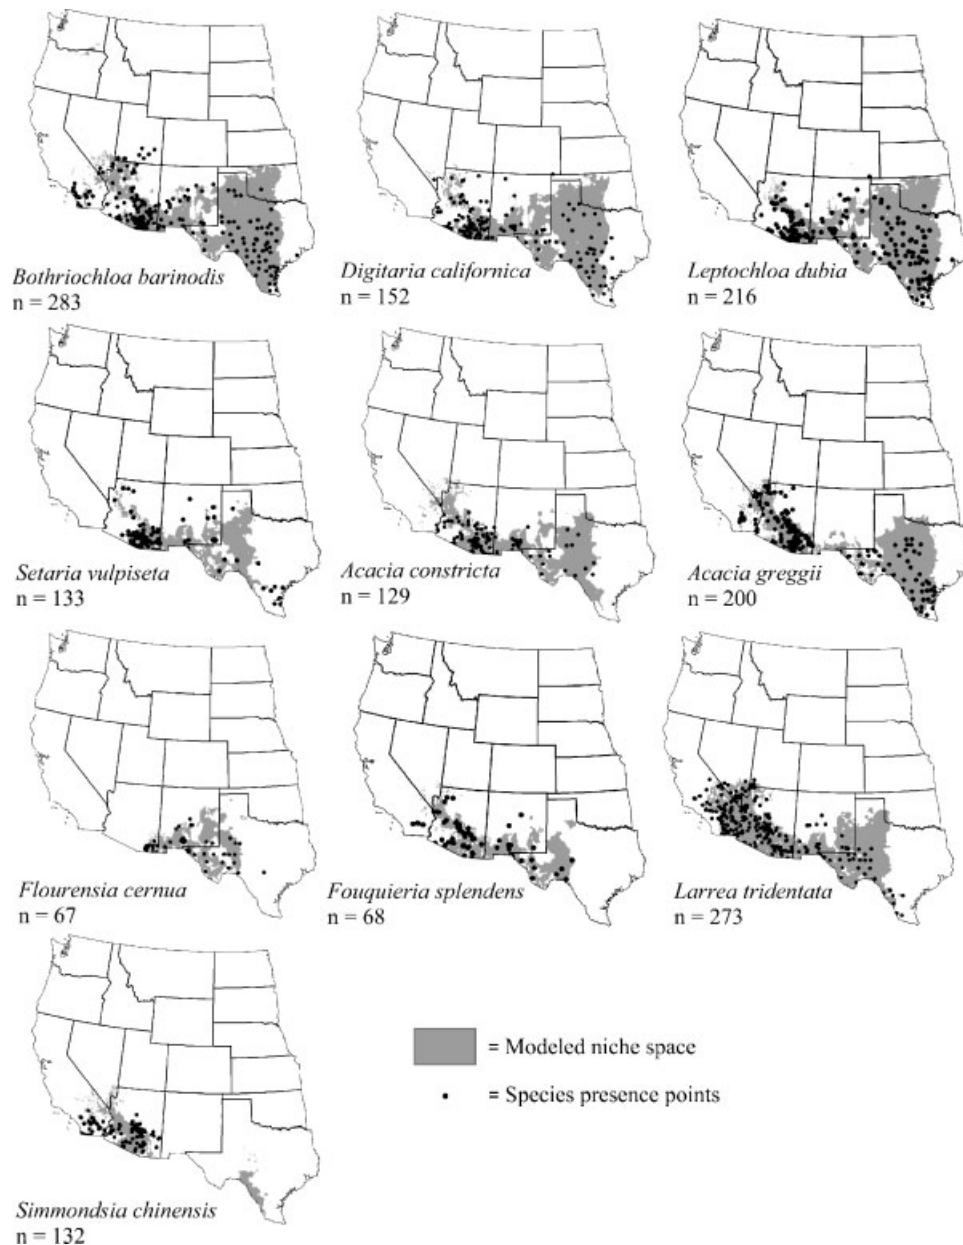 Bothriochloa barinodis
n = 283
Digitaria californica
n = 152
Leptochloa dubia
n = 216
Setaria vulpiseta
n = 133
Acacia constricta
n = 129
Acacia greggii
n = 200
Flourensia cernua
n = 67
Fouquieria splendens
n = 68
Larrea tridentata
n = 273
Simmondsia chinensis
n = 132
= Modeled niche space
= Species presence points